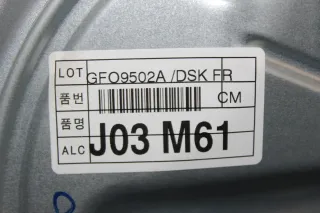 LOT GFO9502A /DSK FR
품번 CM
품명
ALC J03 M61